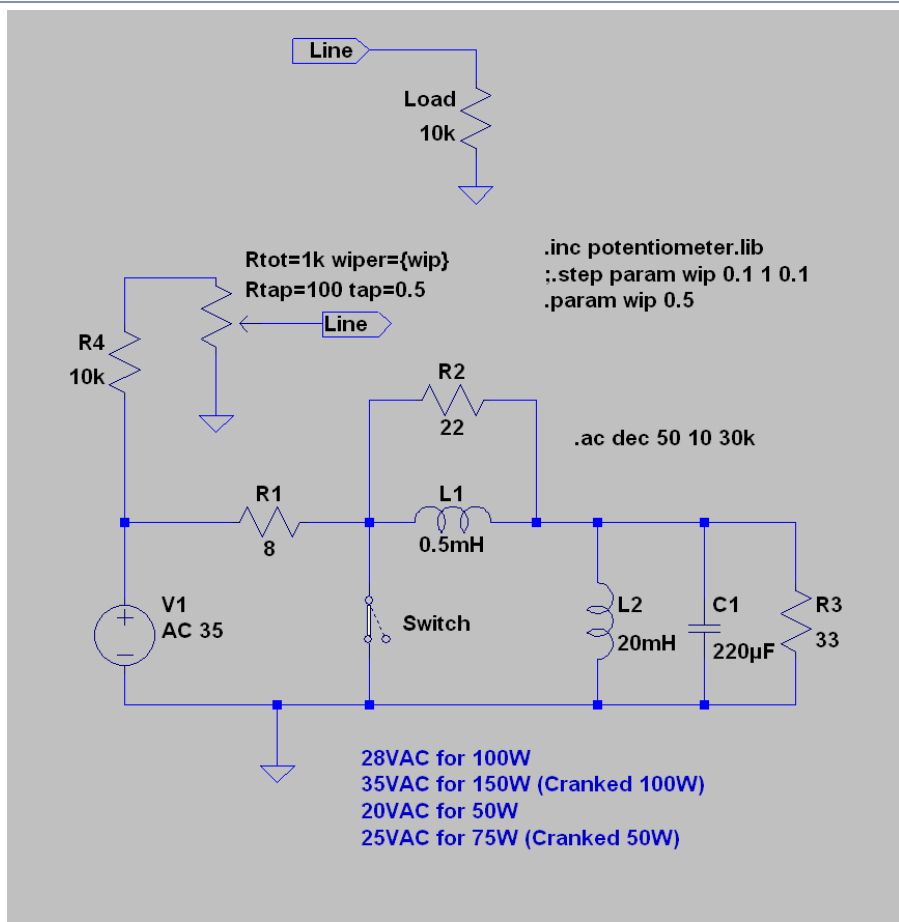 Line
Load
10k
.inc potentiometer.lib
;.step param wip 0.1 1 0.1
.param wip 0.5
Rtot=1k wiper={wip}
Rtap=100 tap=0.5
Line
R4
10k
R2
22
.ac dec 50 10 30k
R1
8
L1
0.5mH
V1
AC 35
Switch
L2
20mH
C1
220µF
R3
33
28VAC for 100W
35VAC for 150W (Cranked 100W)
20VAC for 50W
25VAC for 75W (Cranked 50W)